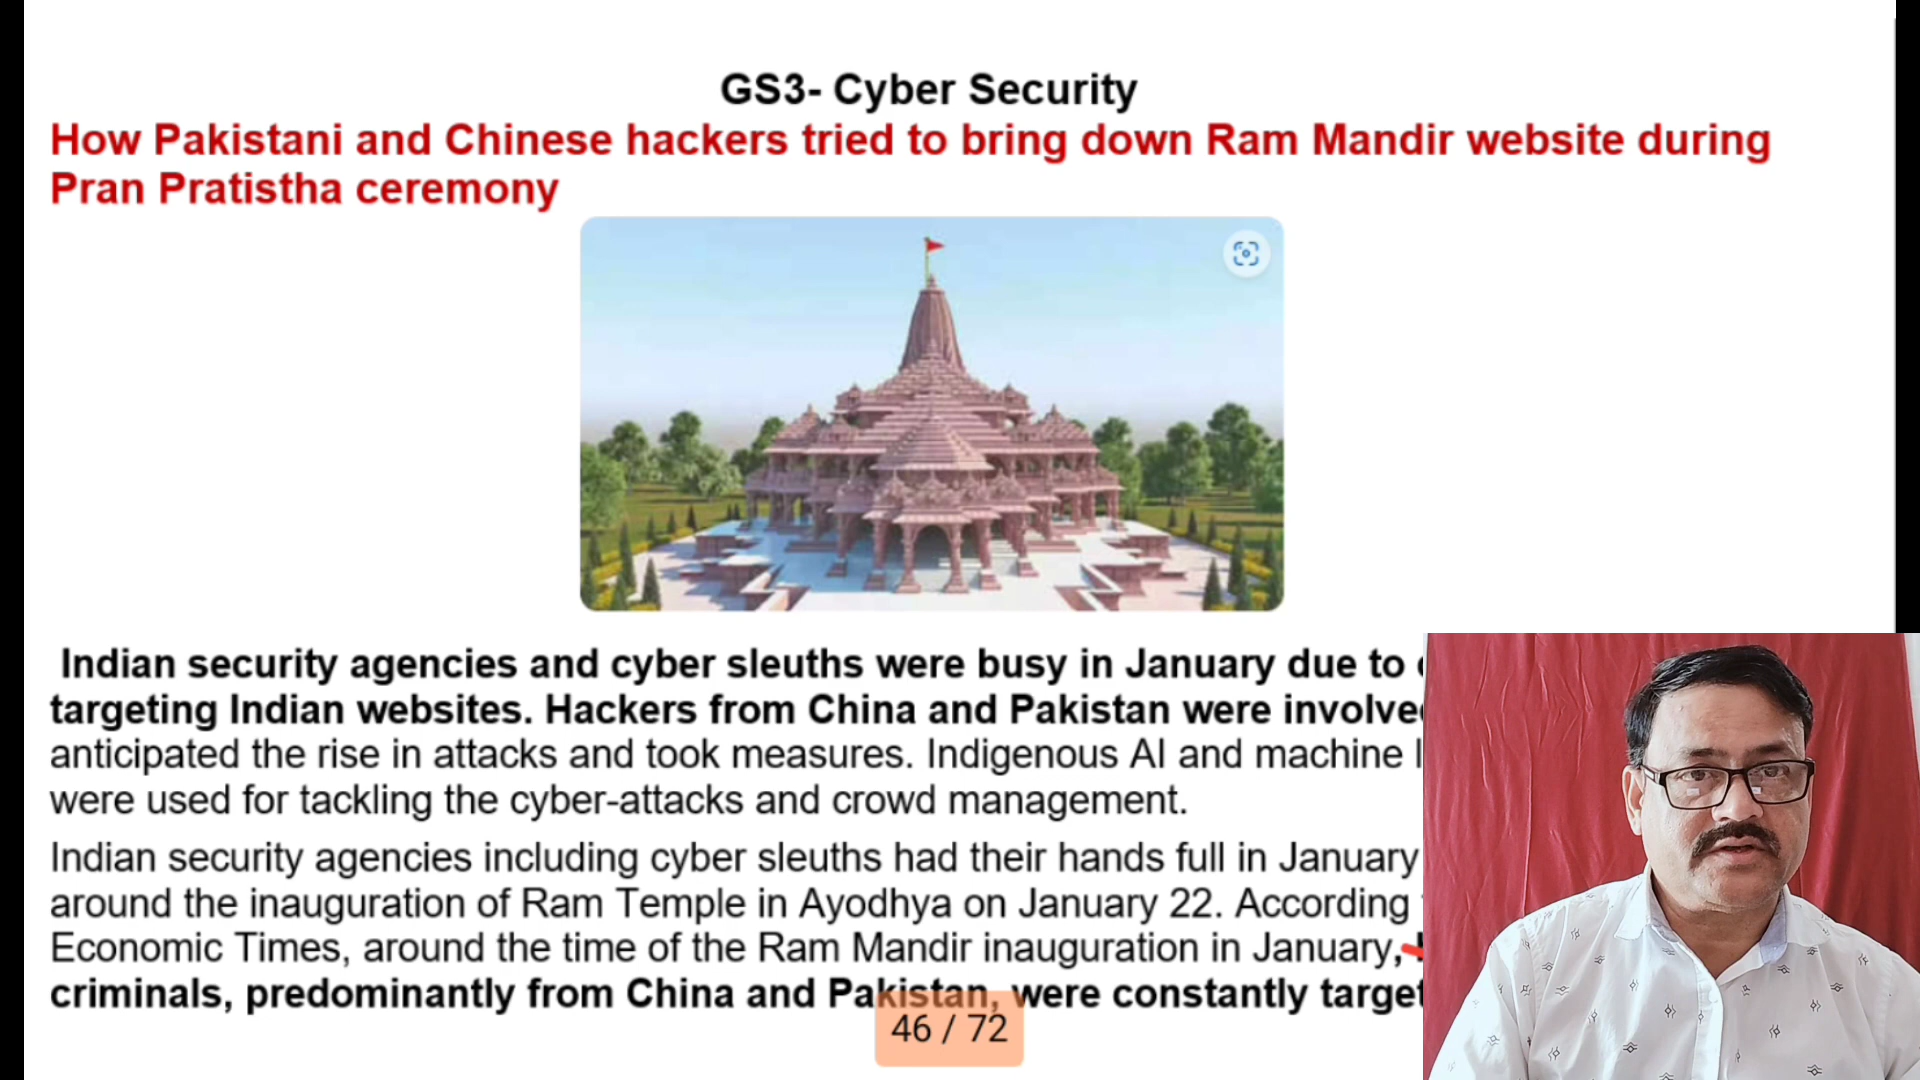 GS3- Cyber Security
How Pakistani and Chinese hackers tried to bring down Ram Mandir website during
Pran Pratistha ceremony
Indian security agencies and cyber sleuths were busy in January due to
targeting Indian websites. Hackers from China and Pakistan were
anticipated the rise in attacks and took measures. Indigenous AI and machine
were used for tackling the cyber-attacks and crowd management.
Indian security agencies including cyber sleuths had their hands full in January
around the inauguration of Ram Temple in Ayodhya on January 22. According
Economic Times, around the time of the Ram Mandir inauguration in January,
criminals, predominantly from China and Pakistan, were constantly
46 / 72